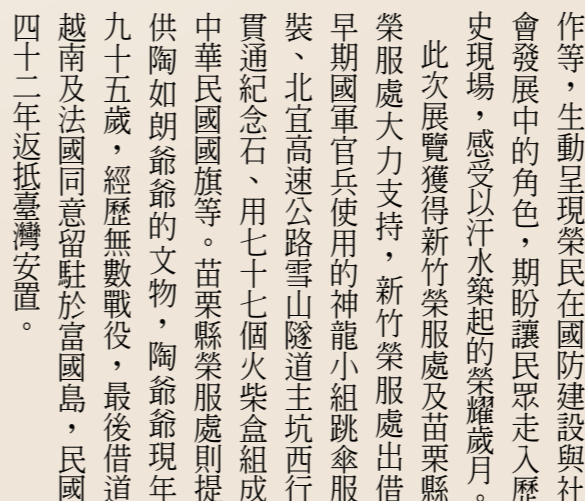 作等，生動呈現榮民在國防建設與社
會發展中的角色，期盼讓民眾走入歷
史現場，感受以汗水築起的榮耀歲月。
此次展覽獲得新竹榮服處及苗栗縣
榮服處大力支持，新竹榮服處出借
早期國軍官兵使用的神龍小組跳傘服
裝、北宜高速公路雪山隧道主坑西行
貫通紀念石、用七十七個火柴盒組成
中華民國國旗等。苗栗縣榮服處則提
供陶如朗爺爺的文物，陶爺爺現年
九十五歲，經歷無數戰役，最後借道
越南及法國同意留駐於富國島，民國
四十二年返抵臺灣安置。